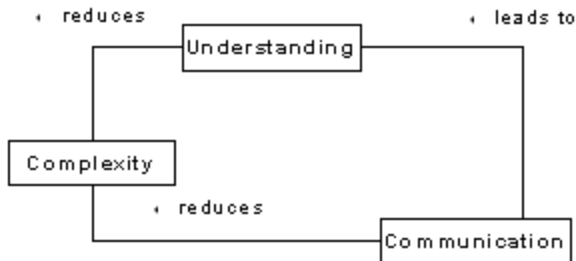 reduces
leads to
Understanding
Complexity
reduces
Communication